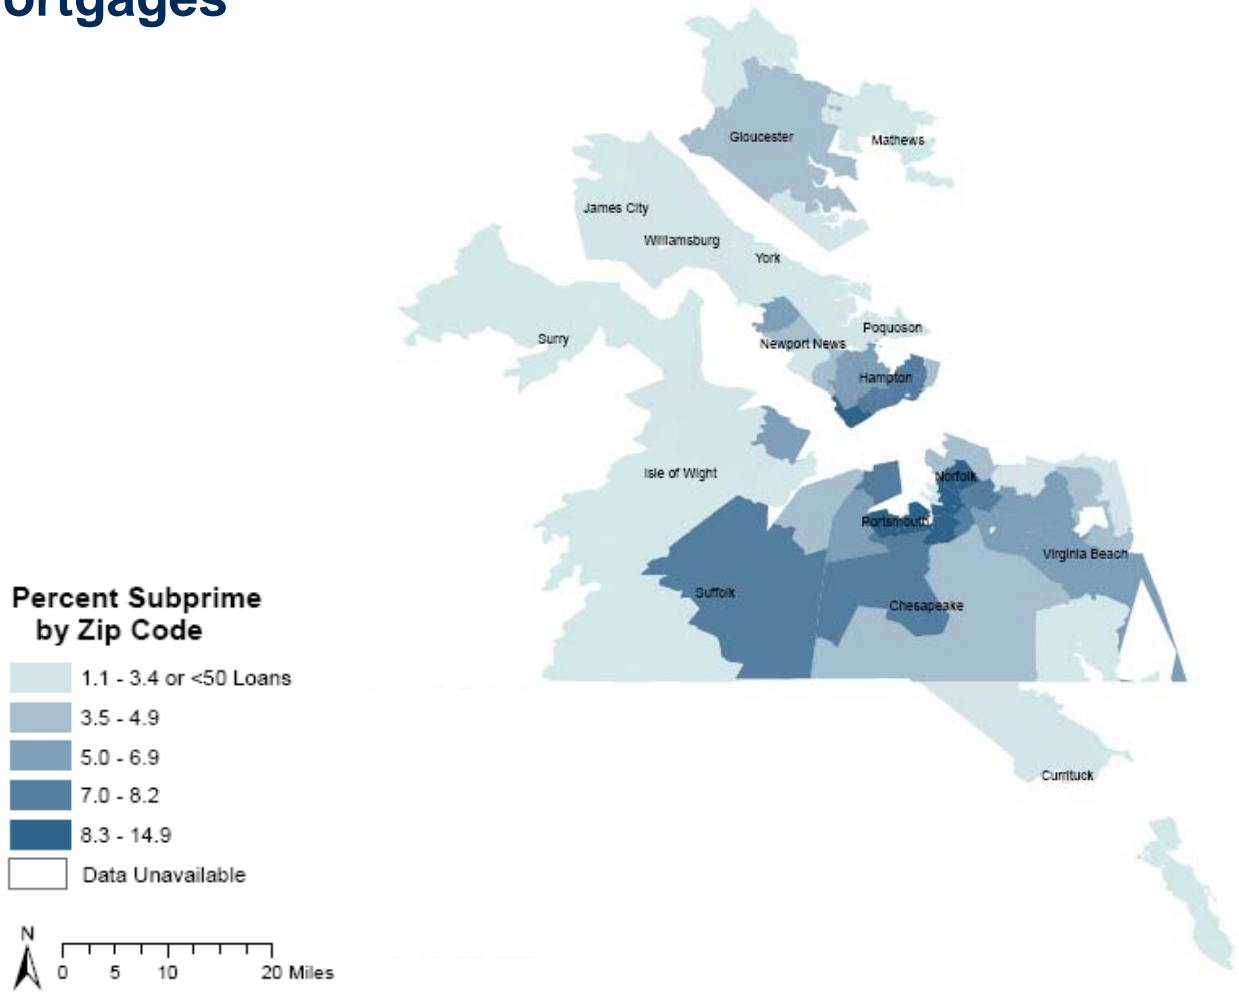 ortgages
Gloucester
Mathews
James City
Williamsburg
York
Surry
Poquoson
Newport News
Hampton
Isle of Wight
Norfolk
Portsmouth
Virginia Beach
Suffolk
Chesapeake
Currituck
Percent Subprime
by Zip Code
1.1 - 3.4 or <50 Loans
3.5 - 4.9
5.0 - 6.9
7.0 - 8.2
8.3 - 14.9
Data Unavailable
N
0 5 10 20 Miles